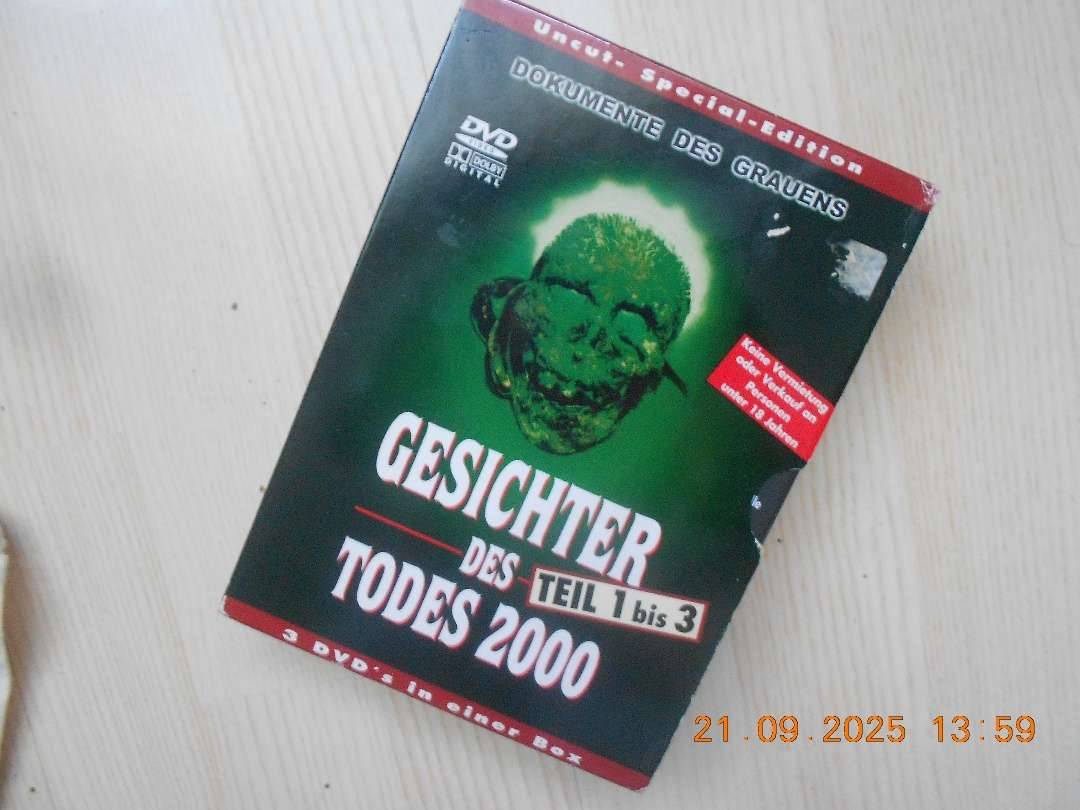 Uncut- Special-Edition
DOKUMENTE DES GRAUENS
DVD
VIDEO
DOLBY
DIGITAL
Keine Vermietung
oder Verkauf an
Personen
unter 18 Jahren
GESICHTER
DES
TEIL 1 bis 3
TODES 2000
3 DVD's in einer Box
21.09.2025 13:59